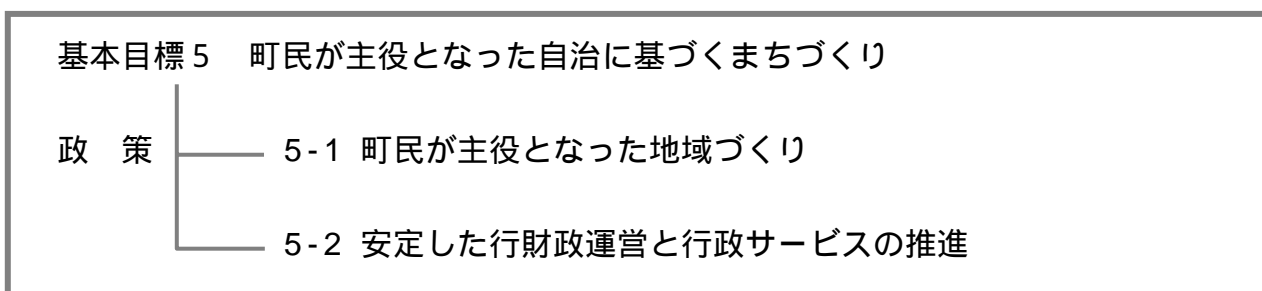 基本目標5　町民が主役となった自治に基づくまちづくり
政　策　5-1 町民が主役となった地域づくり
5-2 安定した行財政運営と行政サービスの推進